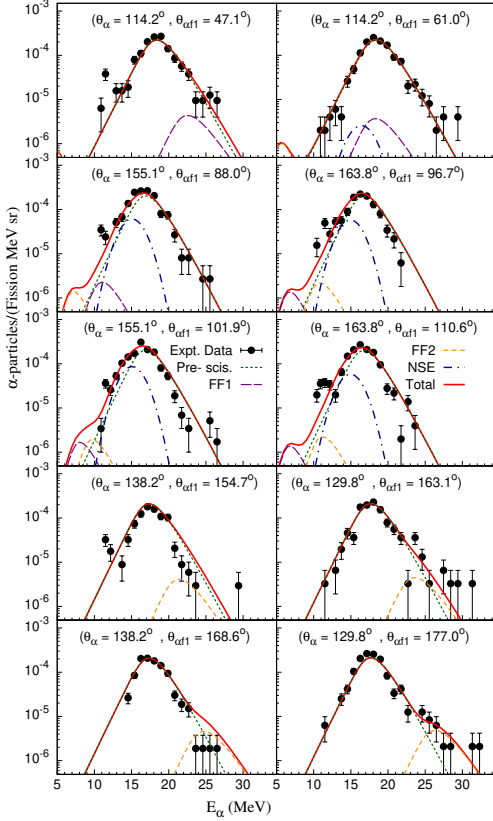 (θα = 114.2° , θαf1 = 47.1°)
(θα = 114.2° , θαf1 = 61.0°)
10-3
10-4
10-5
10-6
(θα = 155.1° , θαf1 = 88.0°)
(θα = 163.8° , θαf1 = 96.7°)
10-3
10-4
10-5
10-6
α-particles/(Fission MeV sr)
(θα = 155.1° , θαf1 = 101.9°)
(θα = 163.8° , θαf1 = 110.6°)
Expt. Data
Pre- scis.
FF1
FF2
NSE
Total
10-3
10-4
10-5
10-6
(θα = 138.2° , θαf1 = 154.7°)
(θα = 129.8° , θαf1 = 163.1°)
10-3
10-4
10-5
10-6
(θα = 138.2° , θαf1 = 168.6°)
(θα = 129.8° , θαf1 = 177.0°)
10-3
10-4
10-5
10-6
5 10 15 20 25 30
5 10 15 20 25 30
Eα (MeV)
Eα (MeV)